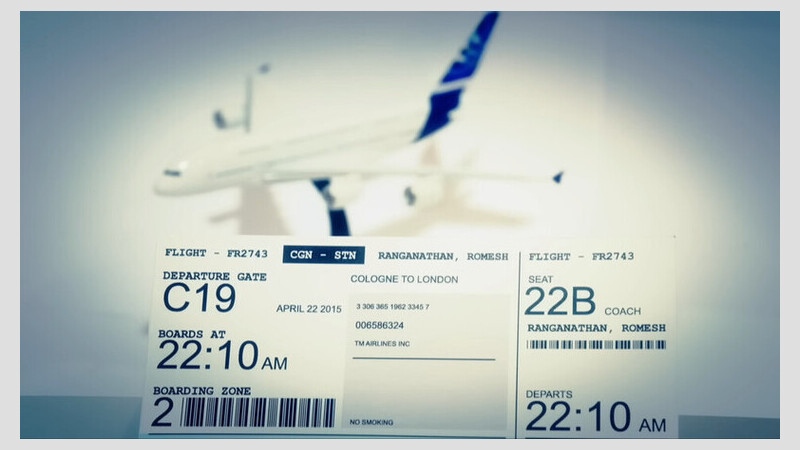 FLIGHT - FR2743 CGN - STN RANGANATHAN, ROMESH
DEPARTURE GATE
C19
APRIL 22 2015
BOARDS AT
22:10 AM
BOARDING ZONE
2
COLOGNE TO LONDON
3 306 365 1962 3345 7
006586324
TM AIRLINES INC
NO SMOKING
FLIGHT - FR2743
SEAT
22B COACH
RANGANATHAN, ROMESH
DEPARTS
22:10 AM